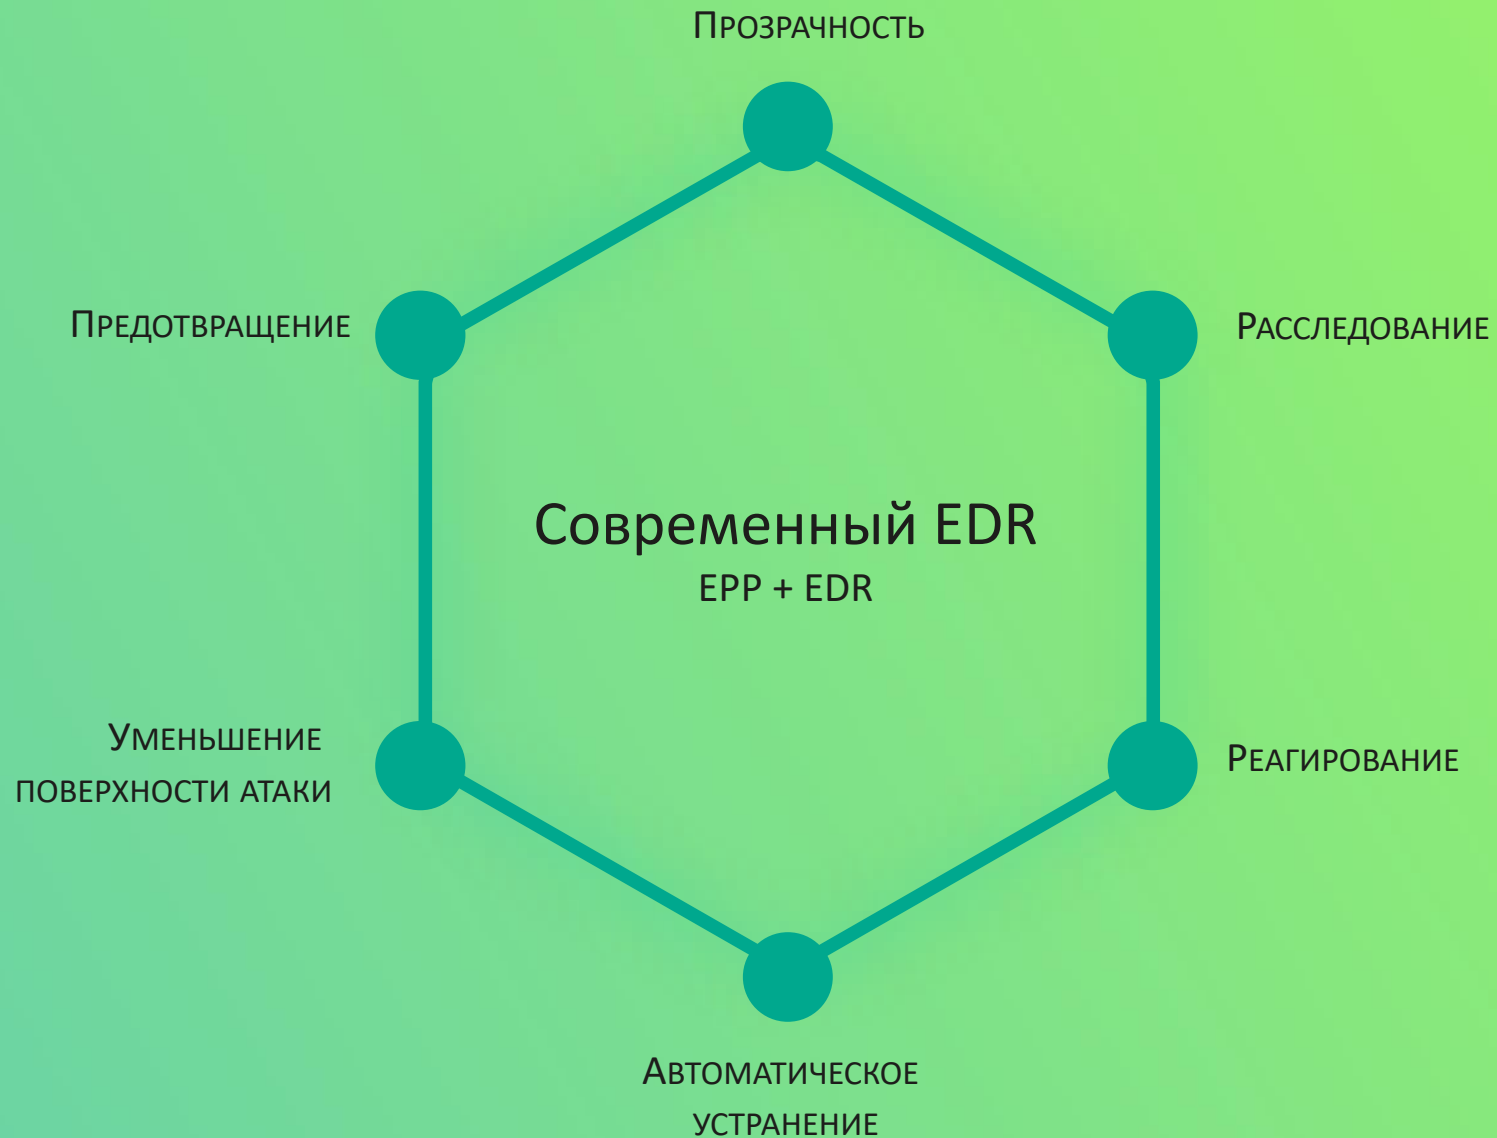 Прозрачность
Предотвращение
Расследование
Современный EDR
EPP + EDR
Уменьшение
поверхности атаки
Реагирование
Автоматическое
устранение